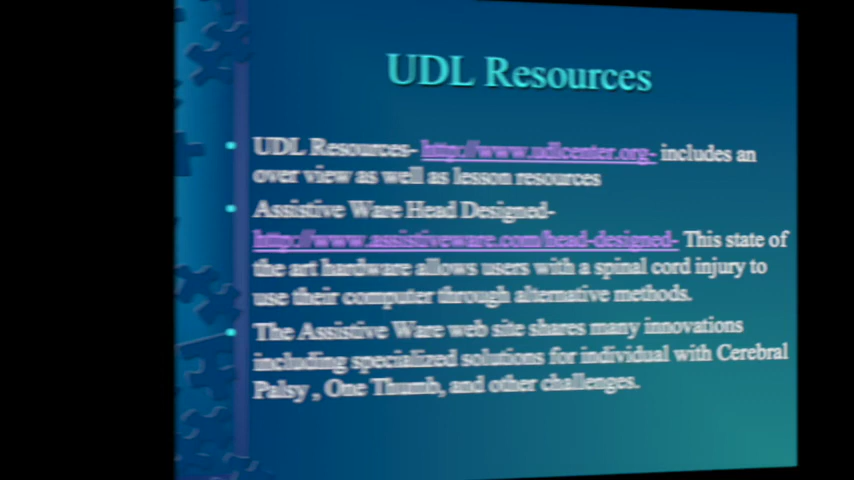 UDL Resources
UDL Resources- http://www.udlcenter.org- includes an
over view as well as lesson resources
Assistive Ware Head Designed-
http://www.assistiveware.com/head-designed- This state of
the art hardware allows users with a spinal cord injury to
use their computer through alternative methods.
The Assistive Ware web site shares many innovations
including specialized solutions for individual with Cerebral
Palsy , One Thumb, and other challenges.